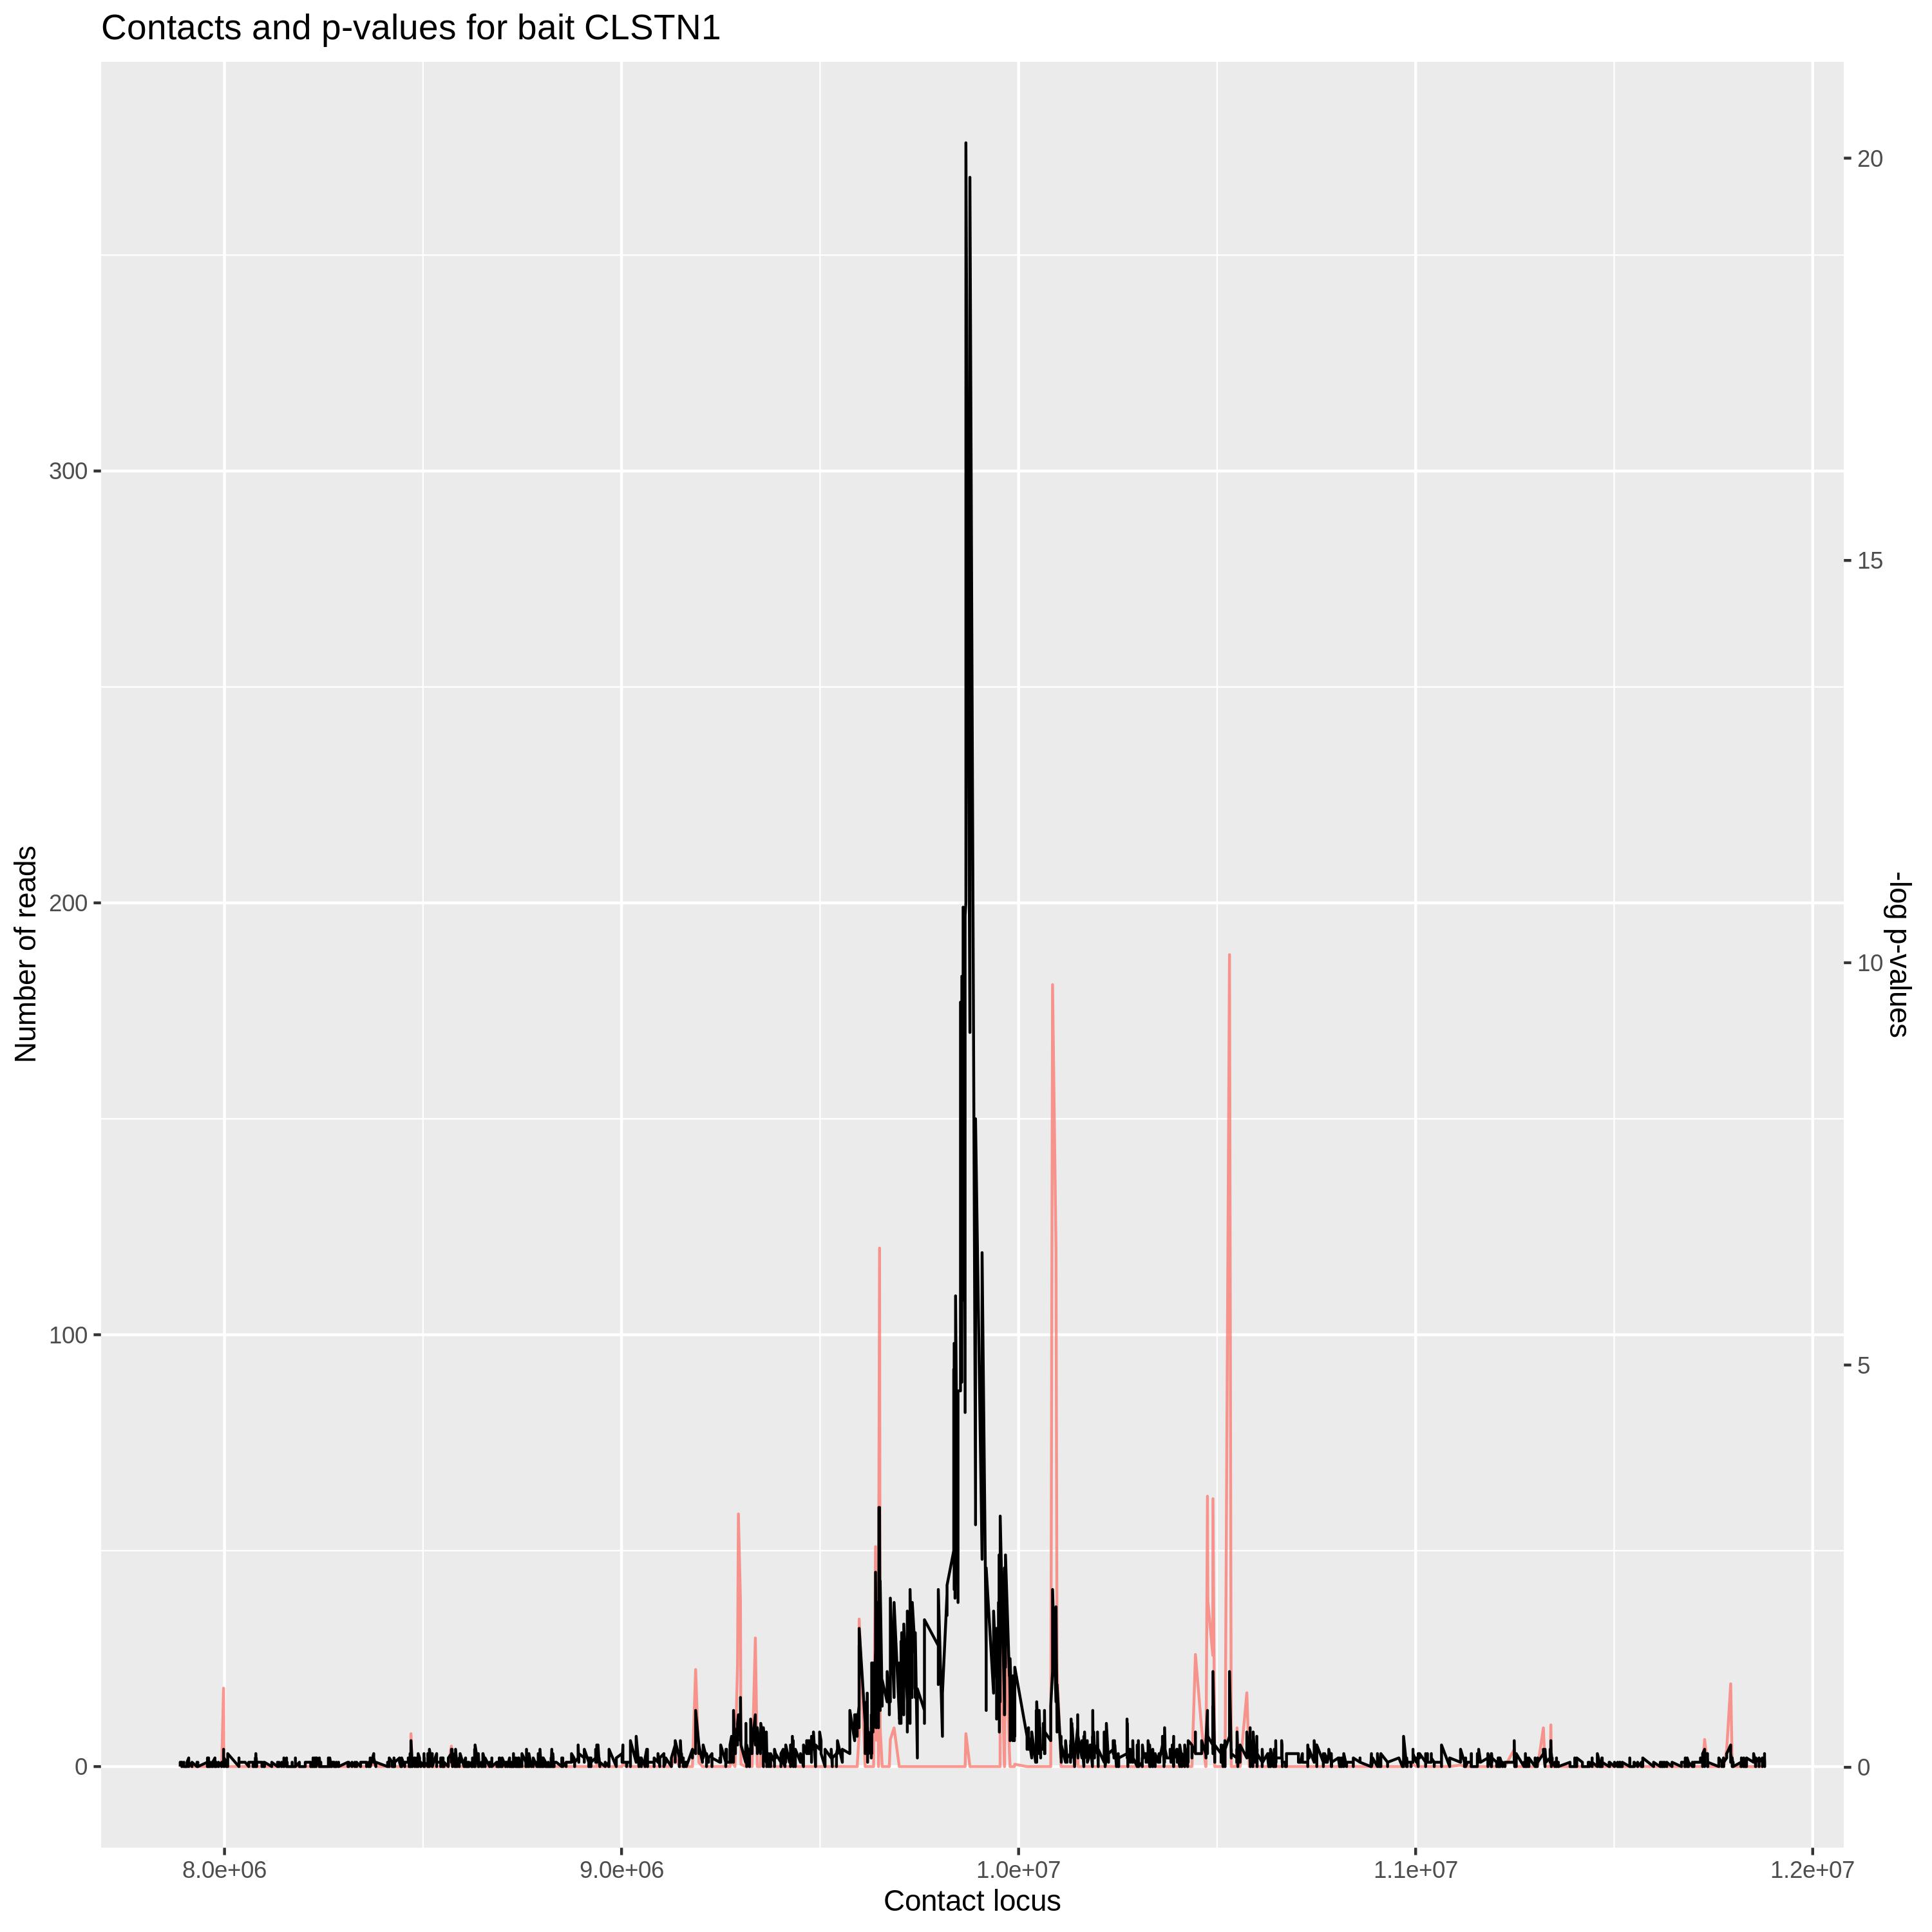 Contacts and p-values for bait CLSTN1
Number of reads
300
200
100
0
20
15
10
5
0
-log p-values
8.0e+06
9.0e+06
1.0e+07
1.1e+07
1.2e+07
Contact locus